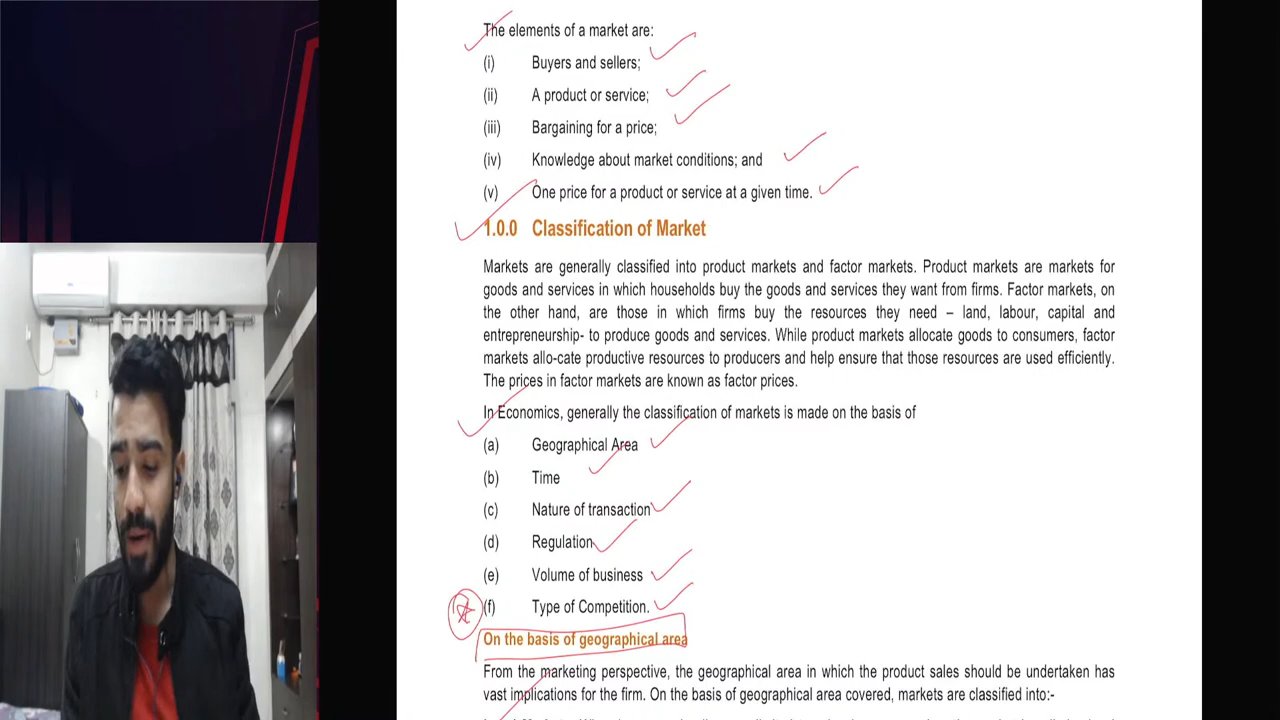 The elements of a market are:
(i) Buyers and sellers;
(ii) A product or service;
(iii) Bargaining for a price;
(iv) Knowledge about market conditions; and
(v) One price for a product or service at a given time.
1.0.0 Classification of Market
Markets are generally classified into product markets and factor markets. Product markets are markets for
goods and services in which households buy the goods and services they want from firms. Factor markets, on
the other hand, are those in which firms buy the resources they need – land, labour, capital and
entrepreneurship- to produce goods and services. While product markets allocate goods to consumers, factor
markets allo-cate productive resources to producers and help ensure that those resources are used efficiently.
The prices in factor markets are known as factor prices.
In Economics, generally the classification of markets is made on the basis of
(a) Geographical Area
(b) Time
(c) Nature of transaction
(d) Regulation
(e) Volume of business
(f) Type of Competition.
On the basis of geographical area
From the marketing perspective, the geographical area in which the product sales should be undertaken has
vast implications for the firm. On the basis of geographical area covered, markets are classified into:-